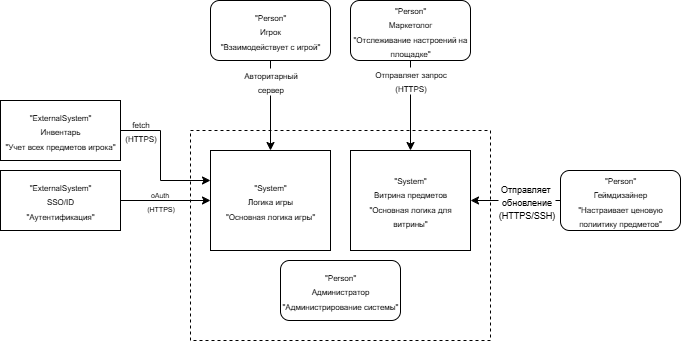 "Person"
Игрок
"Взаимодействует с игрой"
"Person"
Маркетолог
"Отслеживание настроений на
площадке"
Авторитарный
сервер
Отправляет запрос
(HTTPS)
"ExternalSystem"
Инвентарь
"Учет всех предметов игрока"
fetch
(HTTPS)
"ExternalSystem"
SSO/ID
"Аутентификация"
oAuth
(HTTPS)
"System"
Логика игры
"Основная логика игры"
"System"
Витрина предметов
"Основная логика для
витрины"
Отправляет
обновление
(HTTPS/SSH)
"Person"
Геймдизайнер
"Настраивает ценовую
полиитику предметов"
"Person"
Администратор
"Администрирование системы"